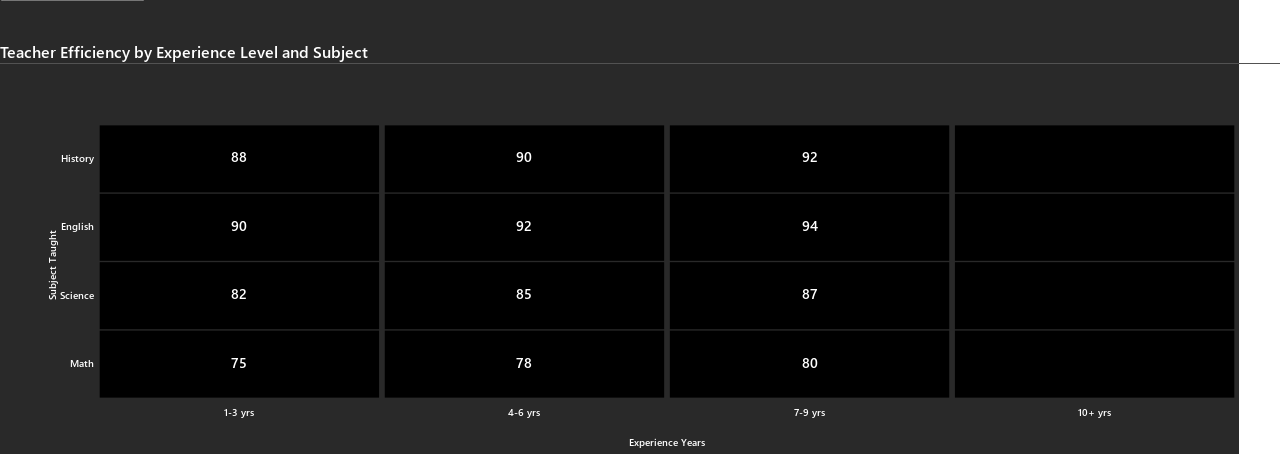 Teacher Efficiency by Experience Level and Subject
History 88 90 92
English 90 92 94
Science 82 85 87
Math 75 78 80
Subject Taught
1-3 yrs 4-6 yrs 7-9 yrs 10+ yrs
Experience Years